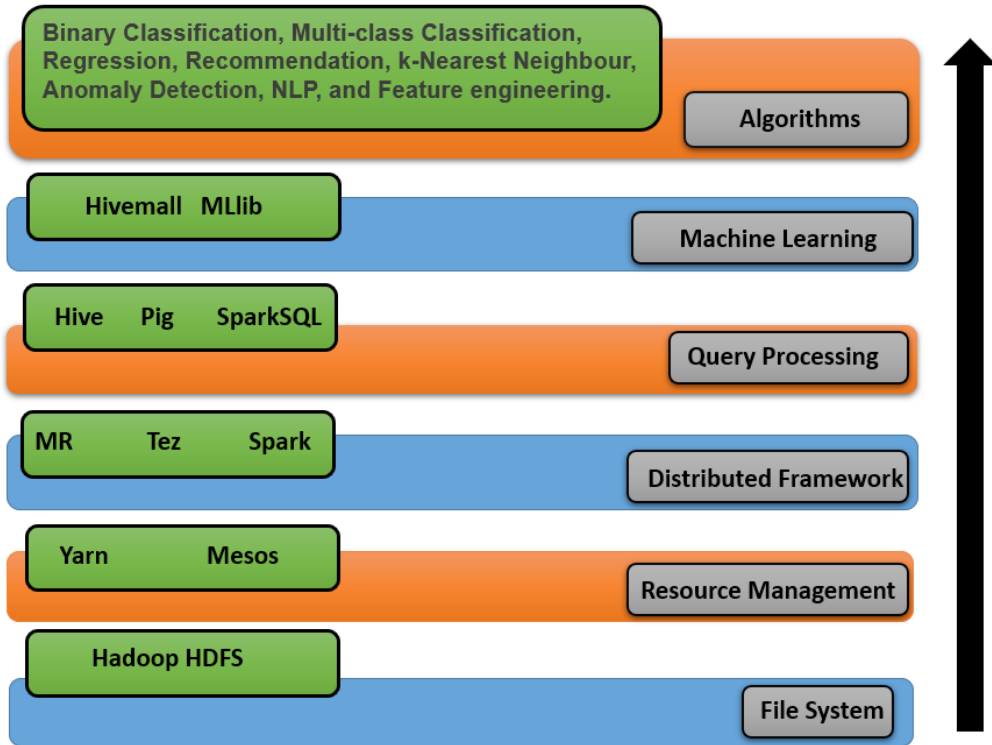 Binary Classification, Multi-class Classification,
Regression, Recommendation, k-Nearest Neighbour,
Anomaly Detection, NLP, and Feature engineering.
Algorithms
Hivemall MLlib
Machine Learning
Hive Pig SparkSQL
Query Processing
MR Tez Spark
Distributed Framework
Yarn Mesos
Resource Management
Hadoop HDFS
File System